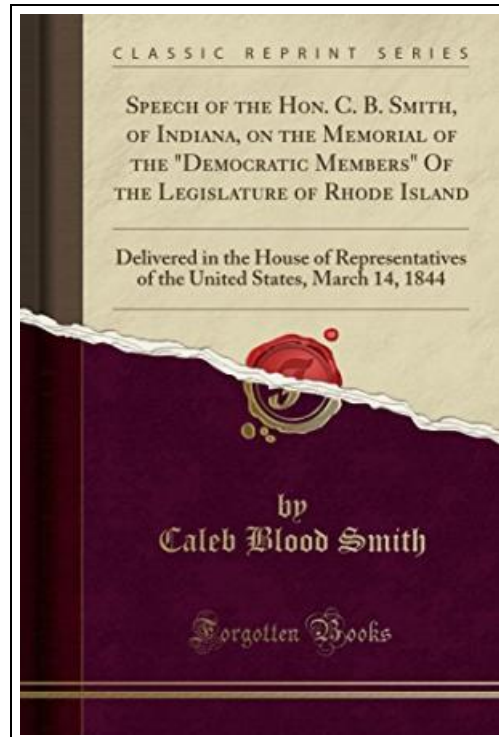 CLASSIC REPRINT SERIES
SPEECH OF THE HON. C. B. SMITH,
OF INDIANA, ON THE MEMORIAL OF
THE "DEMOCRATIC MEMBERS" OF
THE LEGISLATURE OF RHODE ISLAND
Delivered in the House of Representatives
of the United States, March 14, 1844
by
Caleb Blood Smith
Forgotten Books